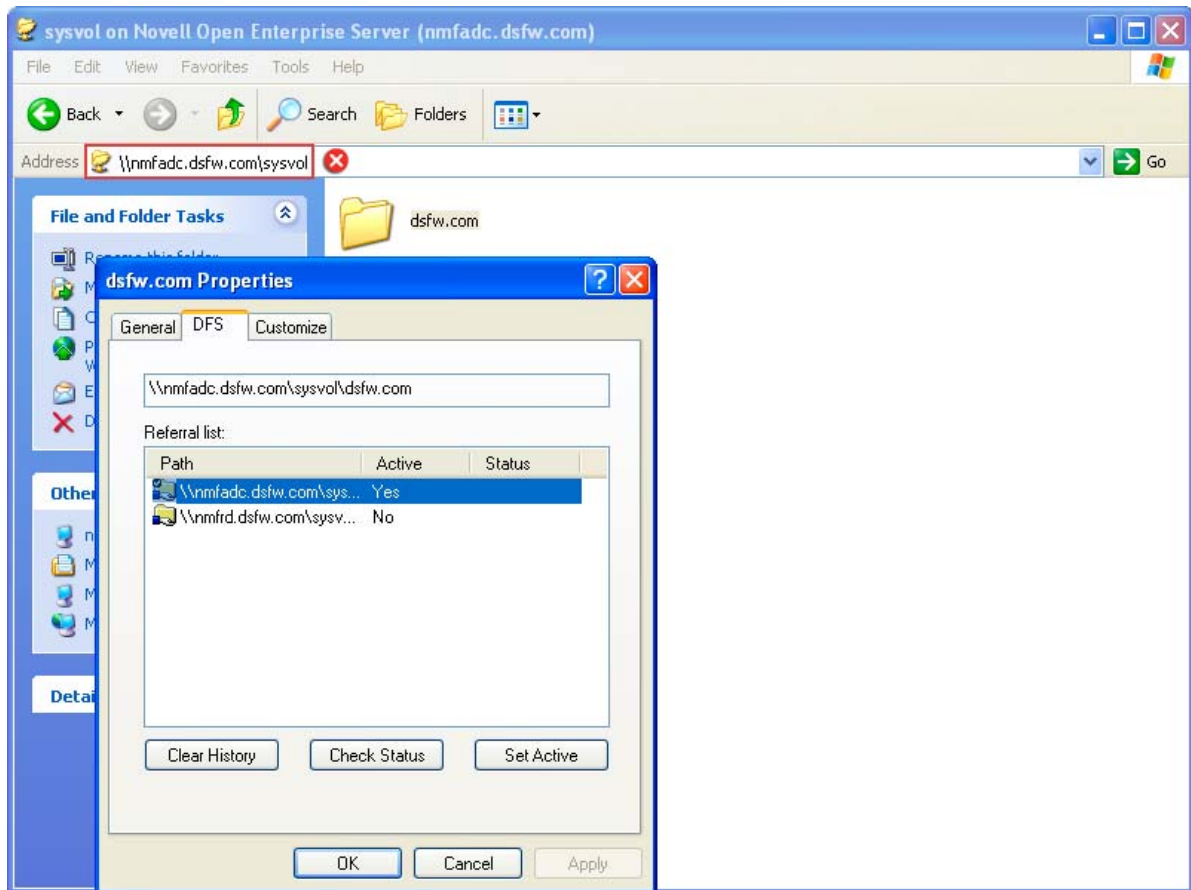 sysvol on Novell Open Enterprise Server (nmfadc.dsfw.com)
File Edit View Favorites Tools Help
Back Search Folders
Address \\nmfadc.dsfw.com\sysvol Go
File and Folder Tasks
dsfw.com
dsfw.com Properties
General DFS Customize
\\nmfadc.dsfw.com\sysvol\dsfw.com
Referral list:
Path Active Status
\\nmfadc.dsfw.com\sys... Yes
\\nmfrd.dsfw.com\sysv... No
Other
Detai
Clear History Check Status Set Active
OK Cancel Apply